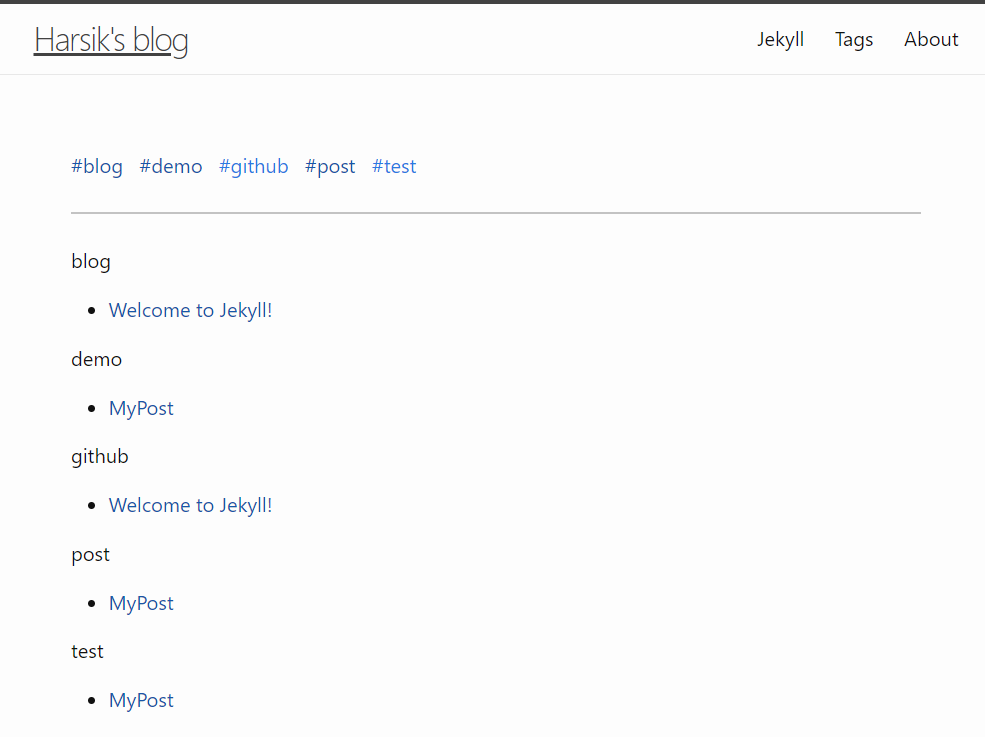 Harsik's blog
Jekyll Tags About
#blog #demo #github #post #test
blog
Welcome to Jekyll!
demo
MyPost
github
Welcome to Jekyll!
post
MyPost
test
MyPost